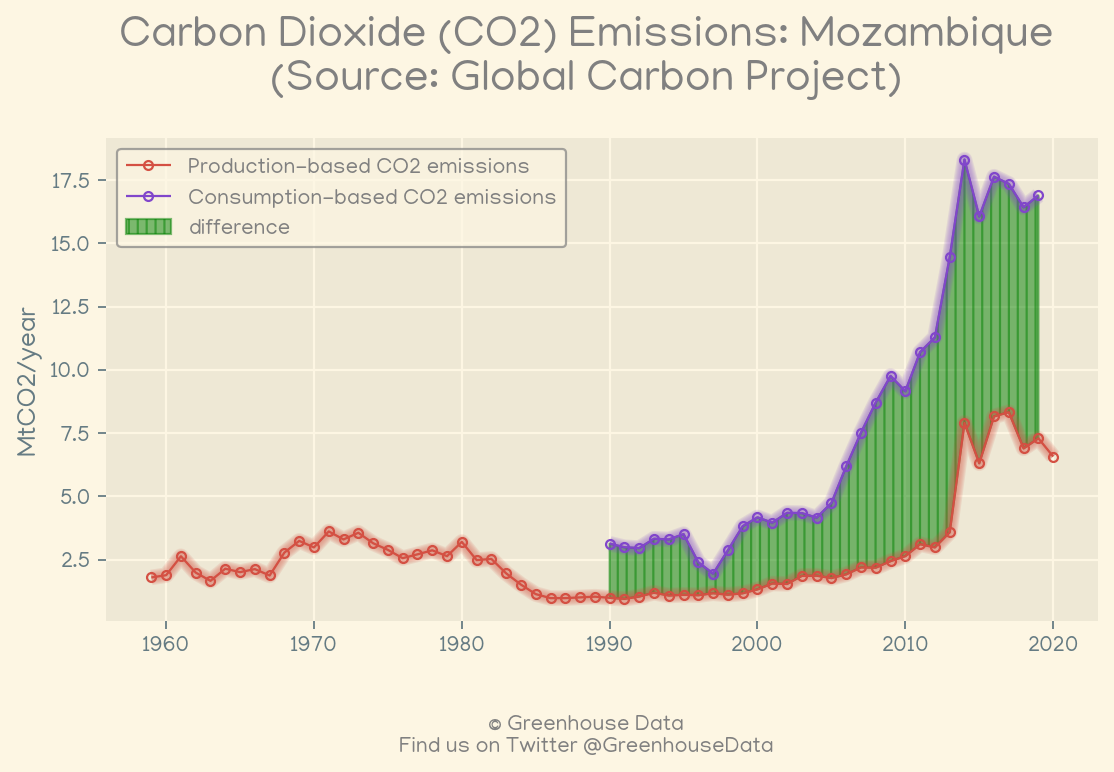 Carbon Dioxide (CO2) Emissions: Mozambique
(Source: Global Carbon Project)
Production-based CO2 emissions
Consumption-based CO2 emissions
difference
MtCO2/year
17.5
15.0
12.5
10.0
7.5
5.0
2.5
1960 1970 1980 1990 2000 2010 2020
© Greenhouse Data
Find us on Twitter @GreenhouseData